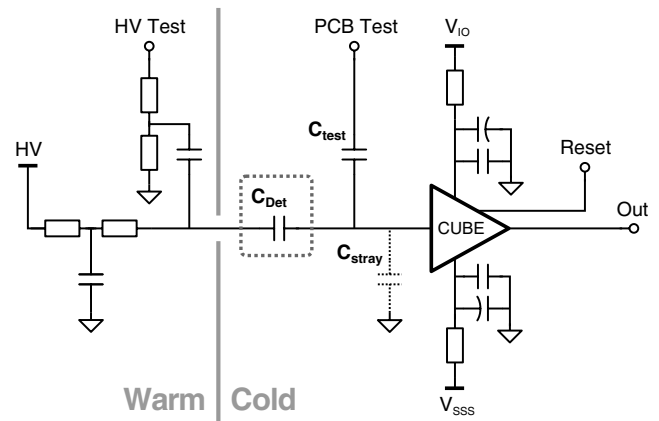 HV Test
PCB Test
V_IO
C_test
HV
C_Det
Reset
CUBE
Out
C_stray
Warm
Cold
V_SSS